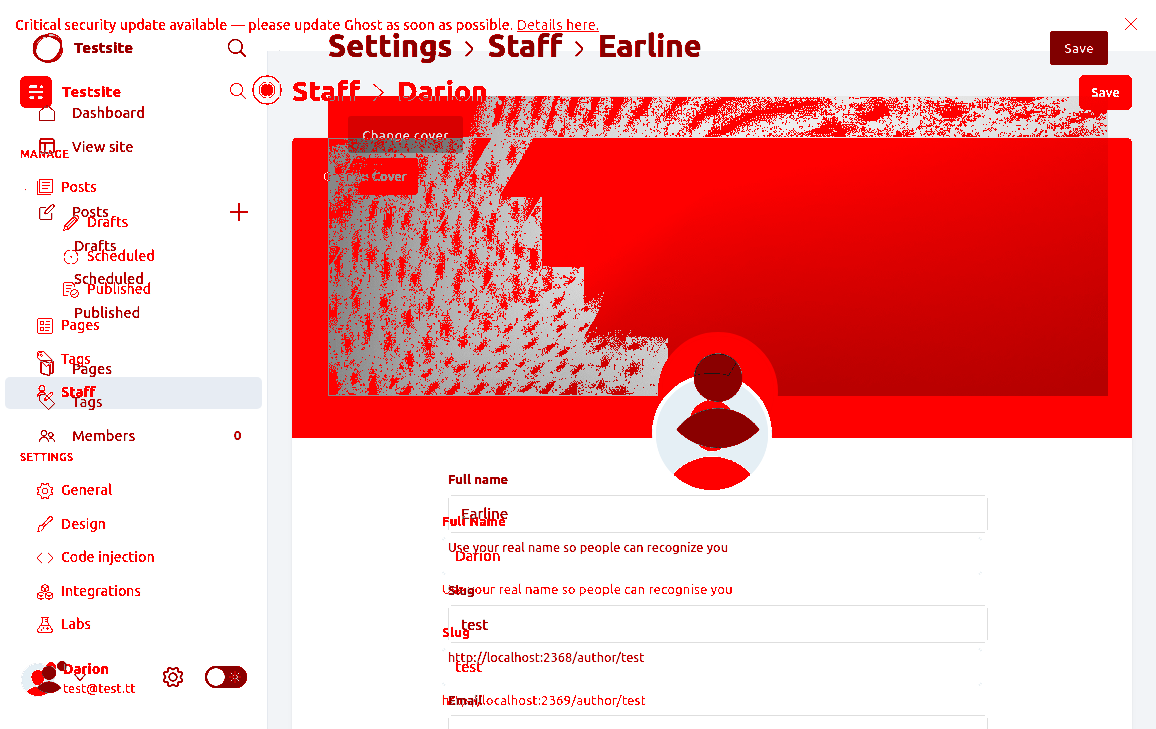 Critical security update available — please update Ghost as soon as possible. Details here.
Testsite
Settings › Staff › Earline
Save
Testsite
Staff > Darion
Save
Dashboard
Change cover
View site
MANAGE
Cover
Posts
Posts
Drafts
Drafts
Scheduled
Scheduled
Published
Published
Pages
Tags
Pages
Staff
Tags
Members
0
SETTINGS
General
Design
Code injection
Integrations
Labs
Darion
test@test.tt
Full name
Earline
Full Name
Use your real name so people can recognize you
Darion
Use your real name so people can recognise you
Slug
test
Slug
http://localhost:2368/author/test
test
http://localhost:2369/author/test
Email